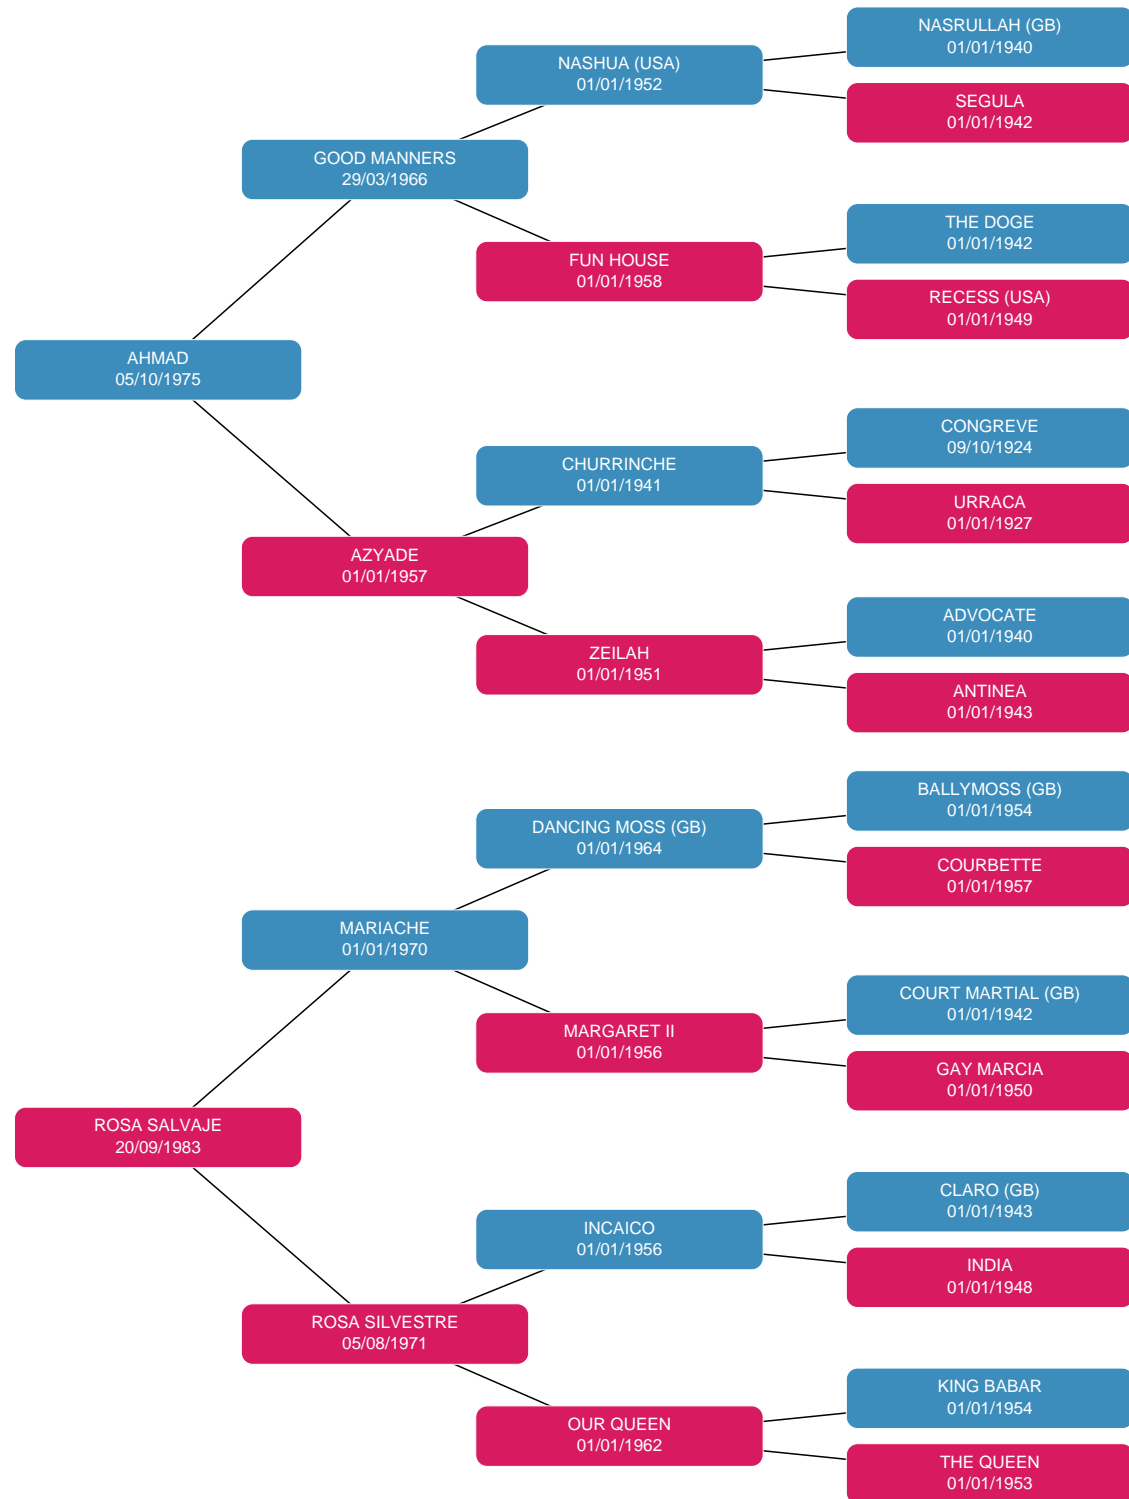 NASRULLAH (GB)
01/01/1940
NASHUA (USA)
01/01/1952
SEGULA
01/01/1942
GOOD MANNERS
29/03/1966
THE DOGE
01/01/1942
FUN HOUSE
01/01/1958
RECESS (USA)
01/01/1949
AHMAD
05/10/1975
CONGREVE
09/10/1924
CHURRINCHE
01/01/1941
URRACA
01/01/1927
AZYADE
01/01/1957
ADVOCATE
01/01/1940
ZEILAH
01/01/1951
ANTINEA
01/01/1943
BALLYMOSS (GB)
01/01/1954
DANCING MOSS (GB)
01/01/1964
COURBETTE
01/01/1957
MARIACHE
01/01/1970
COURT MARTIAL (GB)
01/01/1942
MARGARET II
01/01/1956
GAY MARCIA
01/01/1950
ROSA SALVAJE
20/09/1983
CLARO (GB)
01/01/1943
INCAICO
01/01/1956
INDIA
01/01/1948
ROSA SILVESTRE
05/08/1971
KING BABAR
01/01/1954
OUR QUEEN
01/01/1962
THE QUEEN
01/01/1953